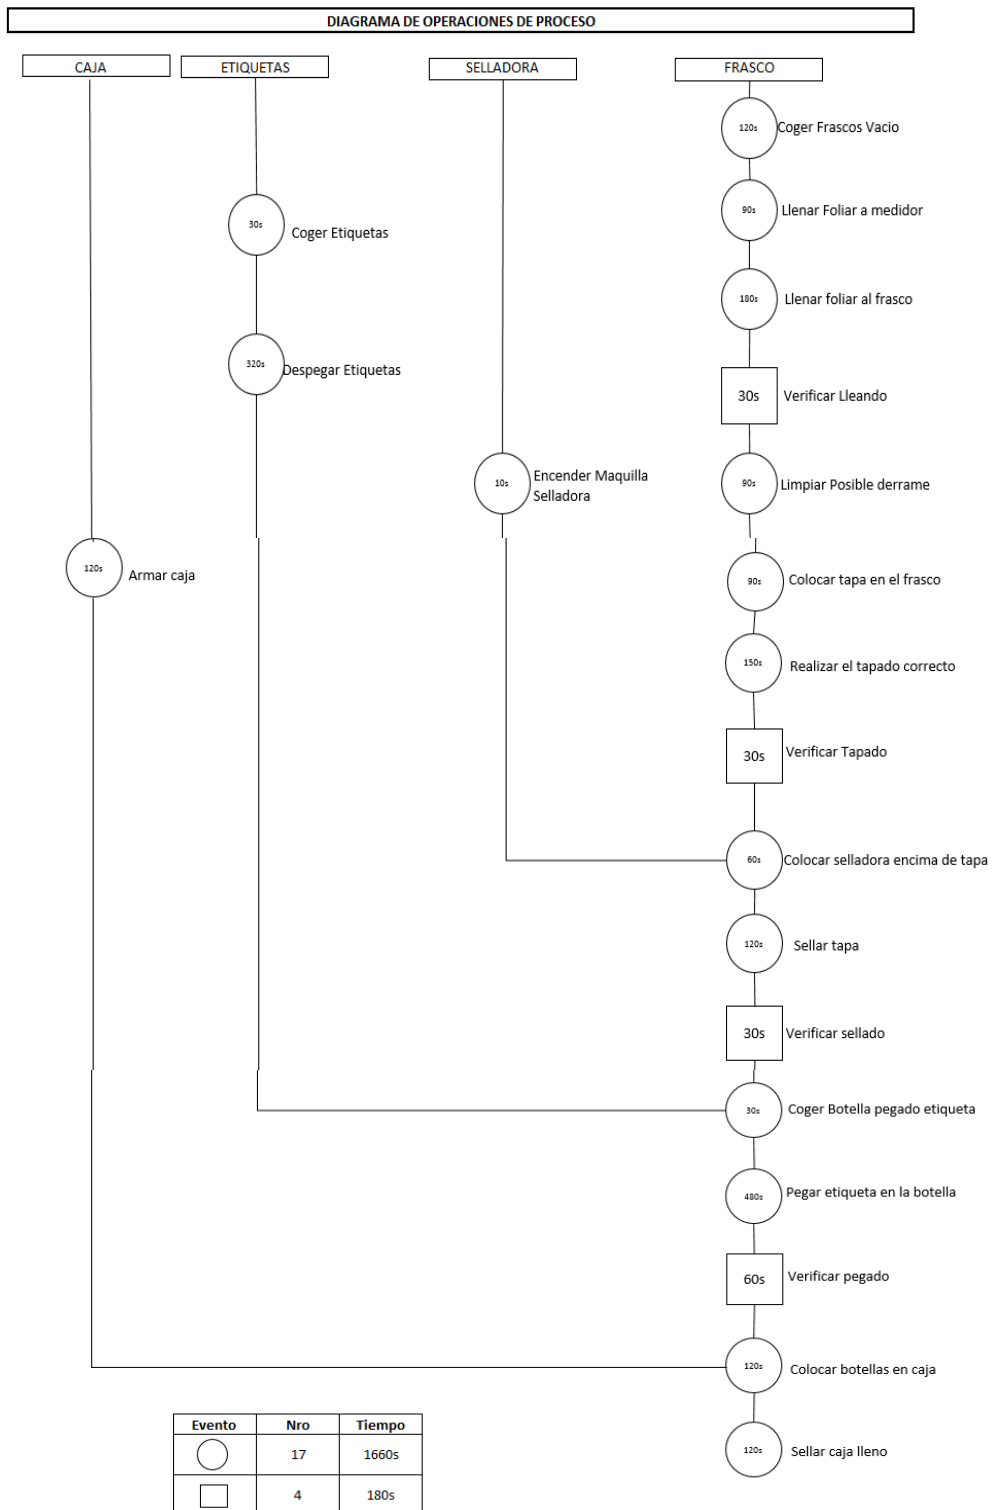 DIAGRAMA DE OPERACIONES DE PROCESO
CAJA
ETIQUETAS
SELLADORA
FRASCO
120s
Coger Frascos Vacio
90s
Llenar Foliar a medidor
30s
Coger Etiquetas
180s
Llenar foliar al frasco
320s
Despegar Etiquetas
30s
Verificar Lleando
10s
Encender Maquilla
Selladora
90s
Limpiar Posible derrame
120s
Armar caja
90s
Colocar tapa en el frasco
150s
Realizar el tapado correcto
30s
Verificar Tapado
60s
Colocar selladora encima de tapa
120s
Sellar tapa
30s
Verificar sellado
30s
Coger Botella pegado etiqueta
480s
Pegar etiqueta en la botella
60s
Verificar pegado
120s
Colocar botellas en caja
120s
Sellar caja lleno
Evento Nro Tiempo
17 1660s
4 180s